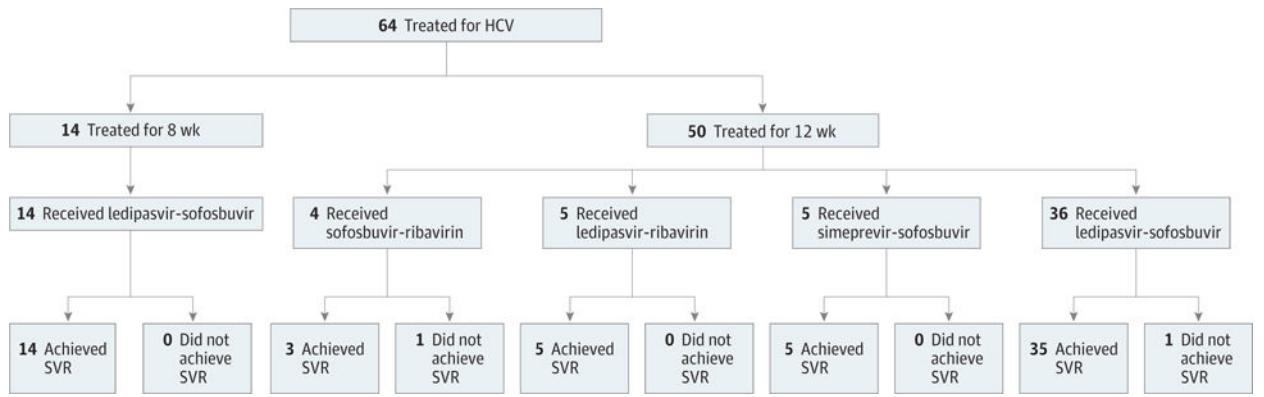 64 Treated for HCV
14 Treated for 8 wk
50 Treated for 12 wk
14 Received ledipasvir-sofosbuvir
4 Received
sofosbuvir-ribavirin
5 Received
ledipasvir-ribavirin
5 Received
simeprevir-sofosbuvir
36 Received
ledipasvir-sofosbuvir
14 Achieved
SVR
0 Did not
achieve
SVR
3 Achieved
SVR
1 Did not
achieve
SVR
5 Achieved
SVR
0 Did not
achieve
SVR
5 Achieved
SVR
0 Did not
achieve
SVR
35 Achieved
SVR
1 Did not
achieve
SVR